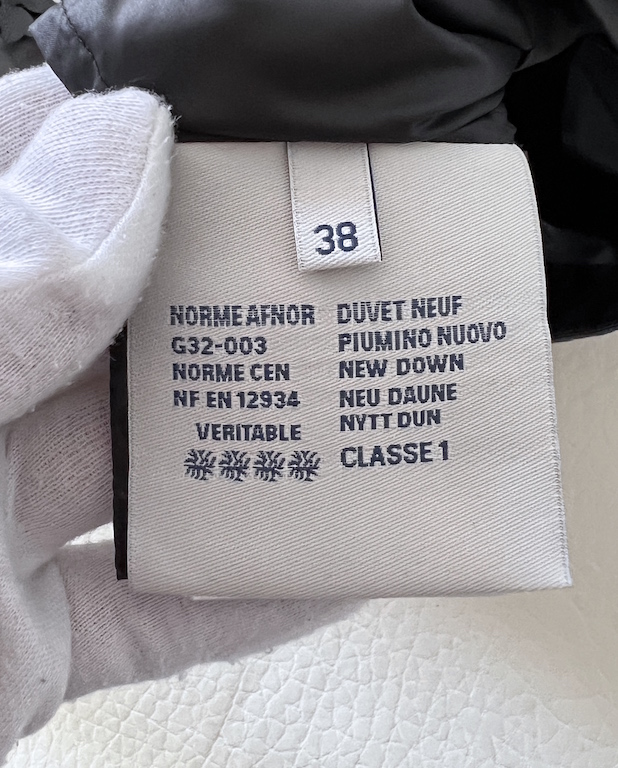 38
NORME AFNOR
G32-003
NORME CEN
NF EN 12934
VERITABLE
DUVET NEUF
PIUMINO NUOVO
NEW DOWN
NEU DAUNE
NYTT DUN
CLASSE 1